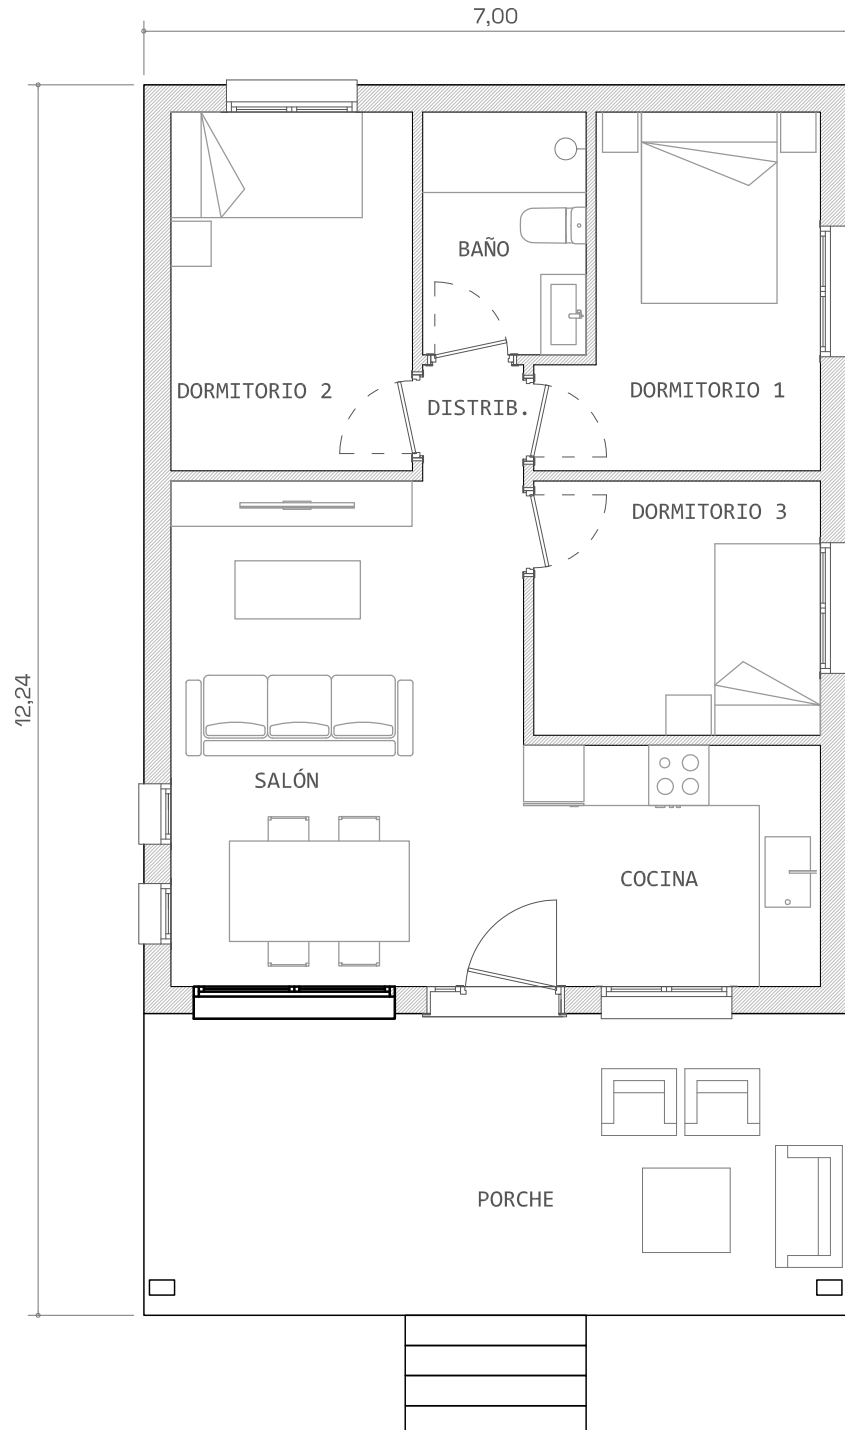 7,00
BAÑO
DORMITORIO 2
DISTRIB.
DORMITORIO 1
DORMITORIO 3
12,24
SALÓN
COCINA
PORCHE